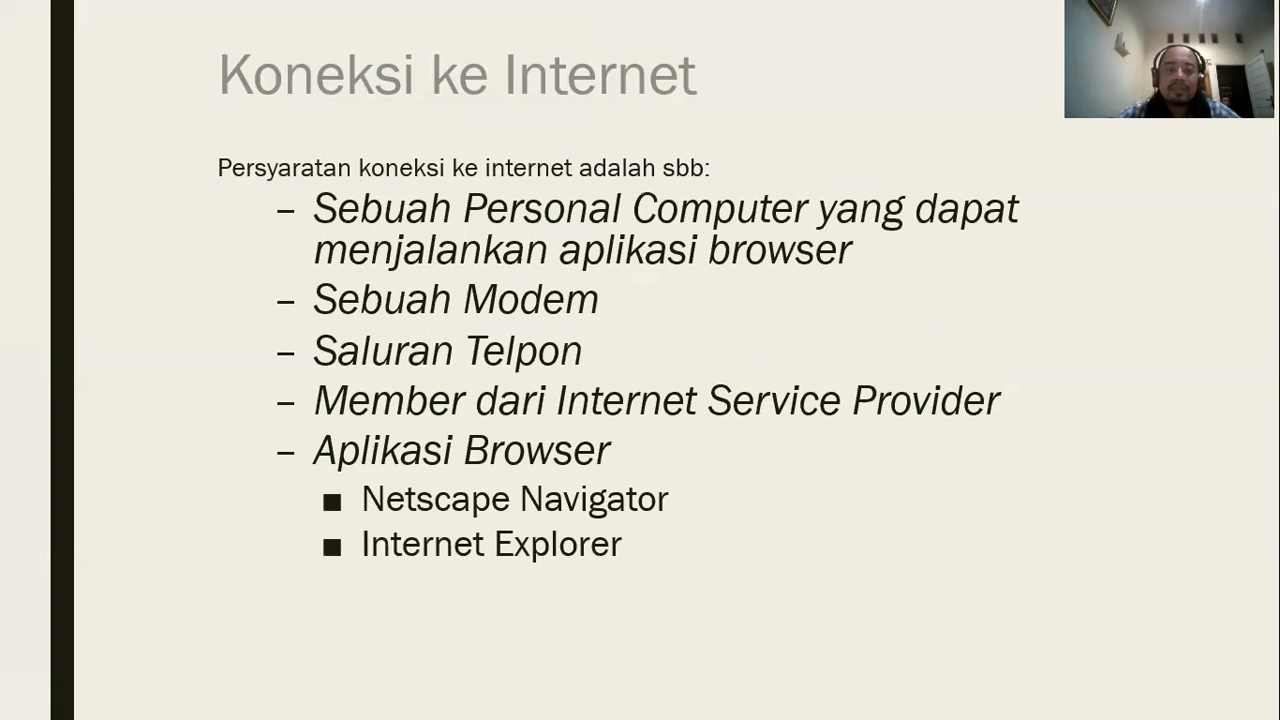 Koneksi ke Internet
Persyaratan koneksi ke internet adalah sbb:
– Sebuah Personal Computer yang dapat
menjalankan aplikasi browser
– Sebuah Modem
– Saluran Telpon
– Member dari Internet Service Provider
– Aplikasi Browser
■ Netscape Navigator
■ Internet Explorer